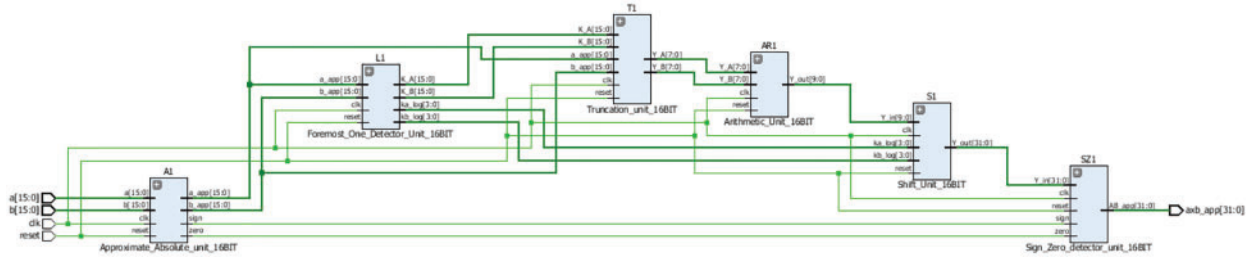 T1
K_A[15:0]
K_B[15:0]
a_app[15:0]
b_app[15:0]
clk
reset
Y_A[7:0]
Y_B[7:0]
Truncation_unit_16BIT
AR1
Y_A[7:0]
Y_B[7:0]
clk
reset
Y_out[9:0]
Arithmetic_Unit_16BIT
L1
a_app[15:0]
b_app[15:0]
clk
reset
K_A[15:0]
K_B[15:0]
ka_log[3:0]
kb_log[3:0]
Foremost_One_Detector_Unit_16BIT
S1
Y_in[9:0]
clk
ka_log[3:0]
kb_log[3:0]
reset
Y_out[31:0]
Shift_Unit_16BIT
A1
a[15:0]
b[15:0]
clk
reset
a[15:0]
b[15:0]
clk
reset
a_app[15:0]
b_app[15:0]
sign
zero
Approximate_Absolute_unit_16BIT
SZ1
Y_in[31:0]
clk
reset
sign
zero
AB_app[31:0]
axb_app[31:0]
Sign_Zero_detector_unit_16BIT